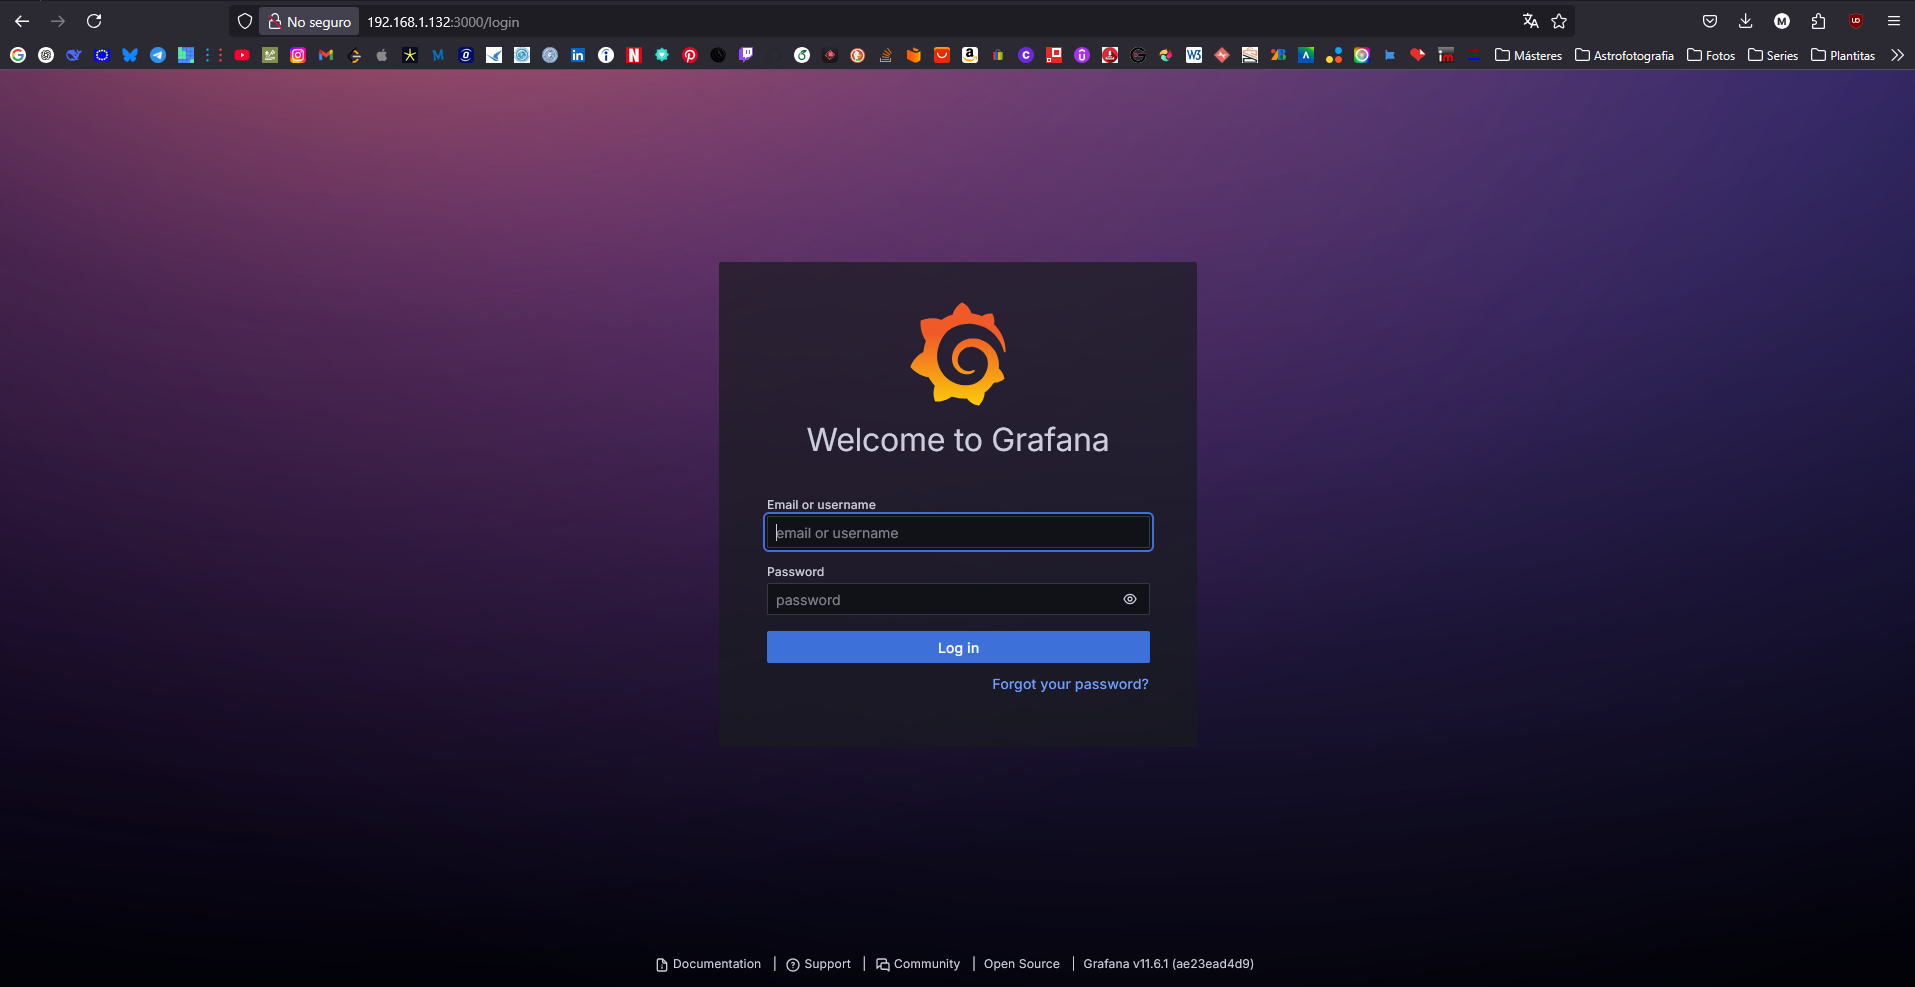 No seguro 192.168.1.132:3000/login
Másteres Astrofotografia Fotos Series Plantitas
Welcome to Grafana
Email or username
email or username
Password
password
Log in
Forgot your password?
Documentation | Support | Community | Open Source | Grafana v11.6.1 (ae23ead4d9)